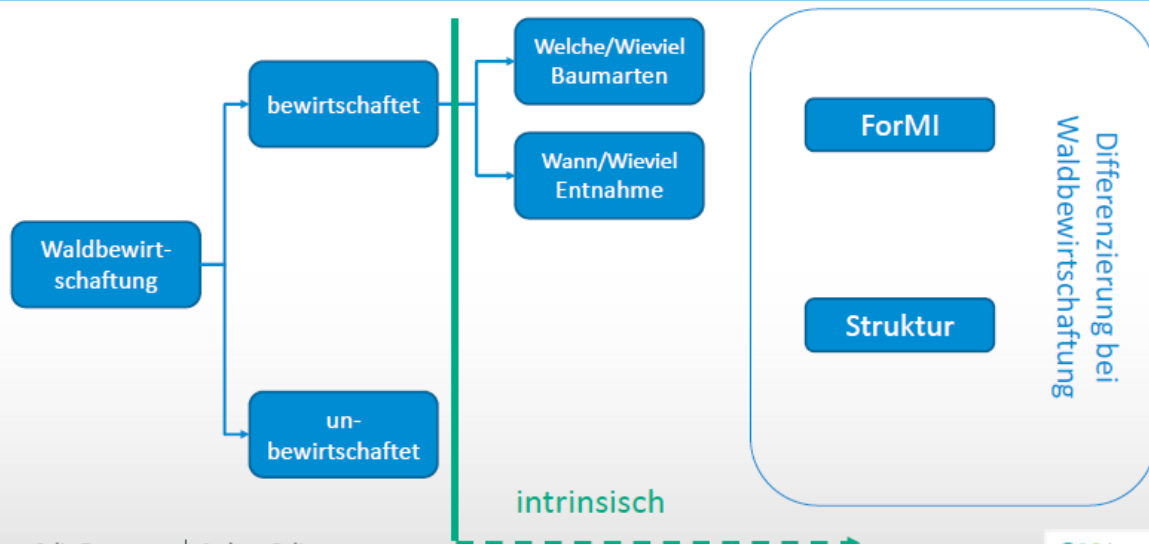 Waldbewirt-
schaftung
bewirtschaftet
un-
bewirtschaftet
Welche/Wieviel
Baumarten
Wann/Wieviel
Entnahme
intrinsisch
ForMI
Struktur
Differenzierung bei
Waldbewirtschaftung